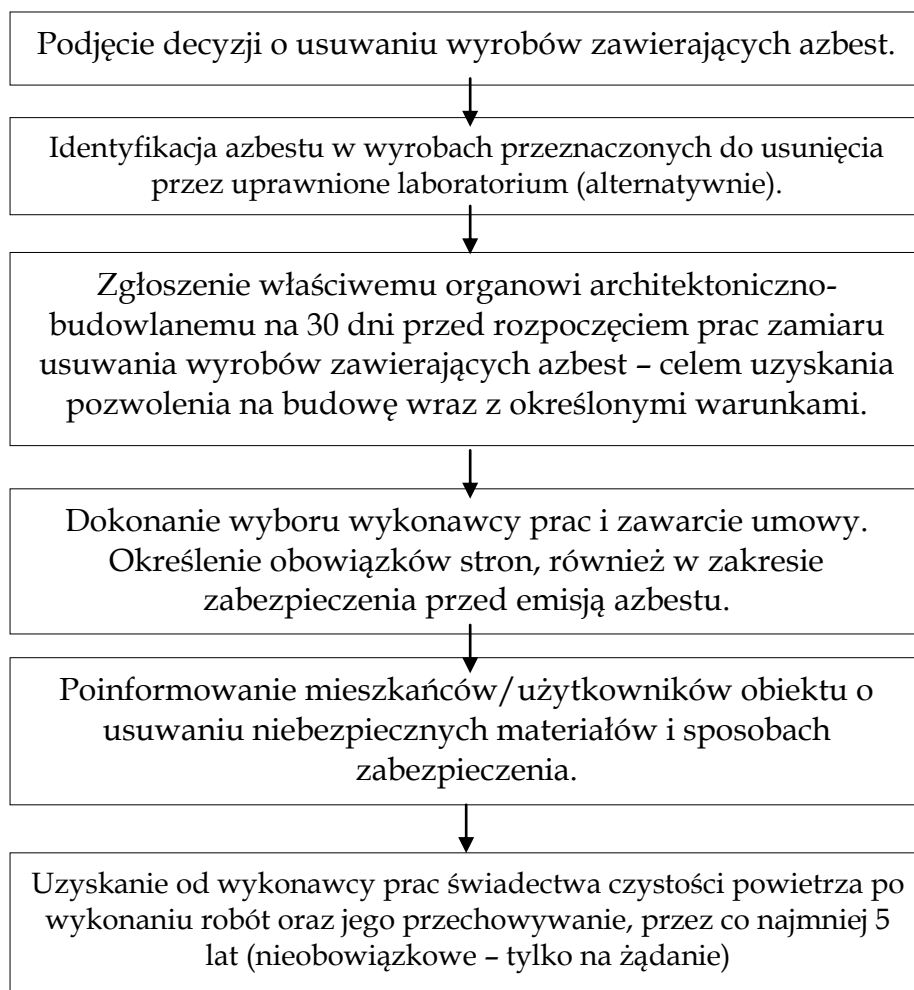 Podjęcie decyzji o usuwaniu wyrobów zawierających azbest.
Identyfikacja azbestu w wyrobach przeznaczonych do usunięcia
przez uprawnione laboratorium (alternatywnie).
Zgłoszenie właściwemu organowi architektoniczno-
budowlanemu na 30 dni przed rozpoczęciem prac zamiaru
usuwania wyrobów zawierających azbest – celem uzyskania
pozwolenia na budowę wraz z określonymi warunkami.
Dokonanie wyboru wykonawcy prac i zawarcie umowy.
Określenie obowiązków stron, również w zakresie
zabezpieczenia przed emisją azbestu.
Poinformowanie mieszkańców/użytkowników obiektu o
usuwaniu niebezpiecznych materiałów i sposobach
zabezpieczenia.
Uzyskanie od wykonawcy prac świadectwa czystości powietrza po
wykonaniu robót oraz jego przechowywanie, przez co najmniej 5
lat (nieobowiązkowe – tylko na żądanie)